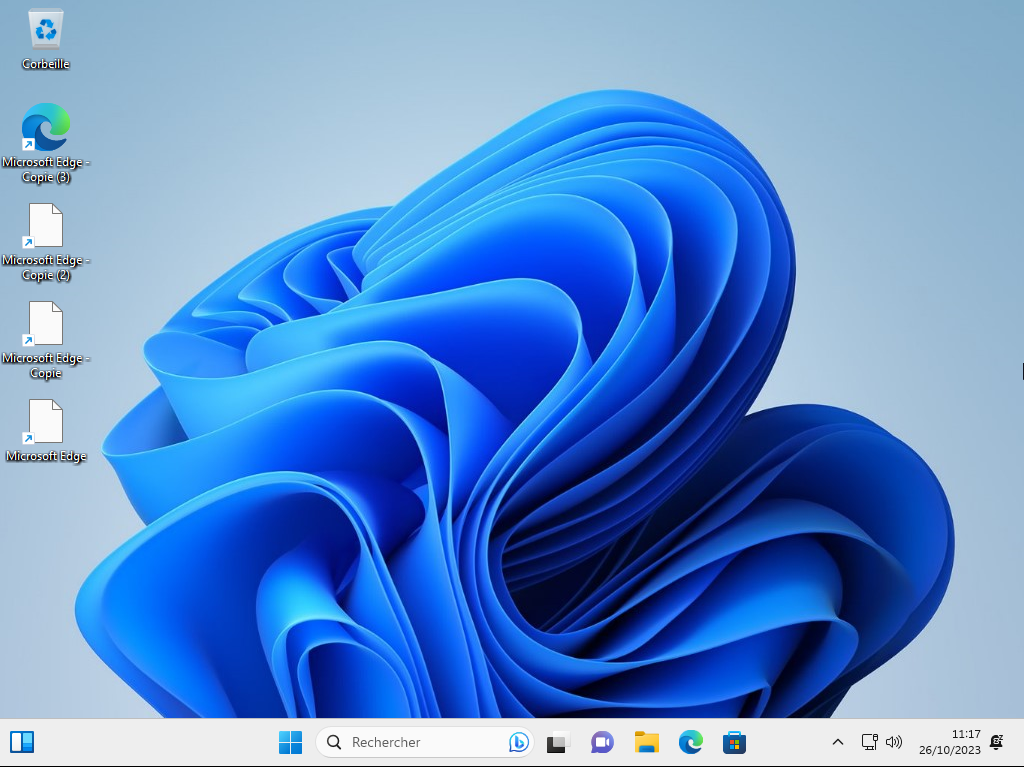 Corbeille
Microsoft Edge -
Copie (3)
Microsoft Edge -
Copie (2)
Microsoft Edge -
Copie
Microsoft Edge
Rechercher
11:17
26/10/2023